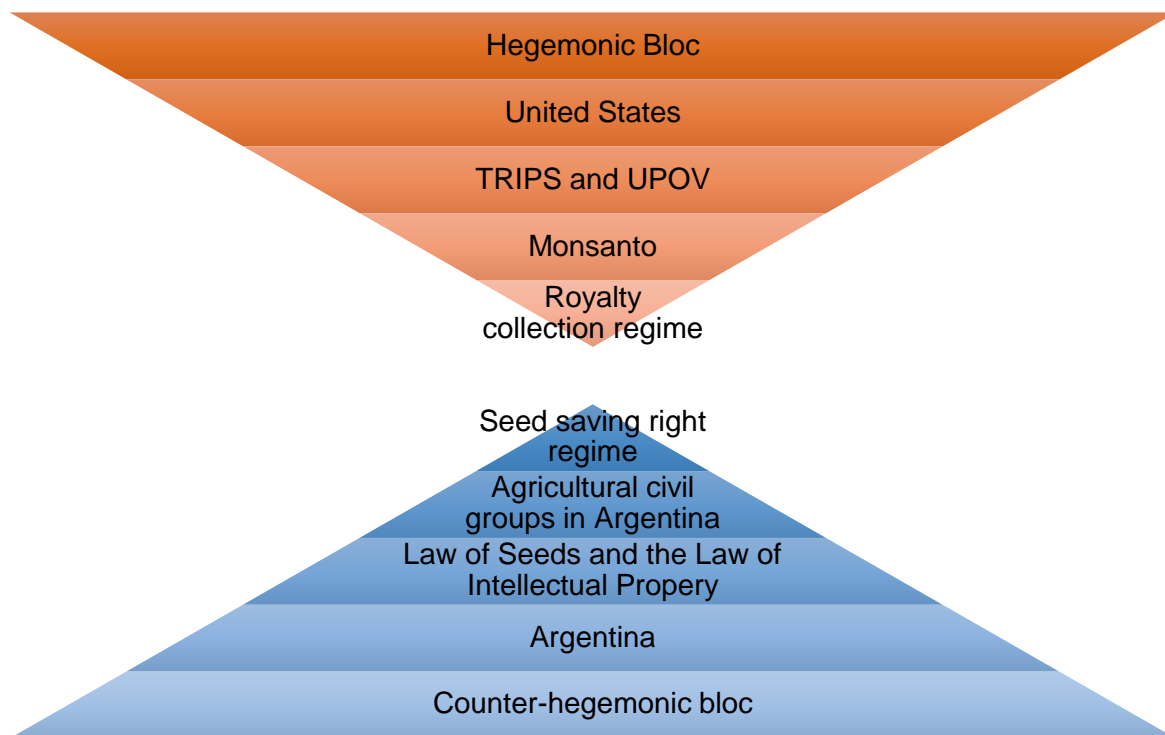 Hegemonic Bloc
United States
TRIPS and UPOV
Monsanto
Royalty
collection regime
Seed saving right
regime
Agricultural civil
groups in Argentina
Law of Seeds and the Law of
Intellectual Propery
Argentina
Counter-hegemonic bloc